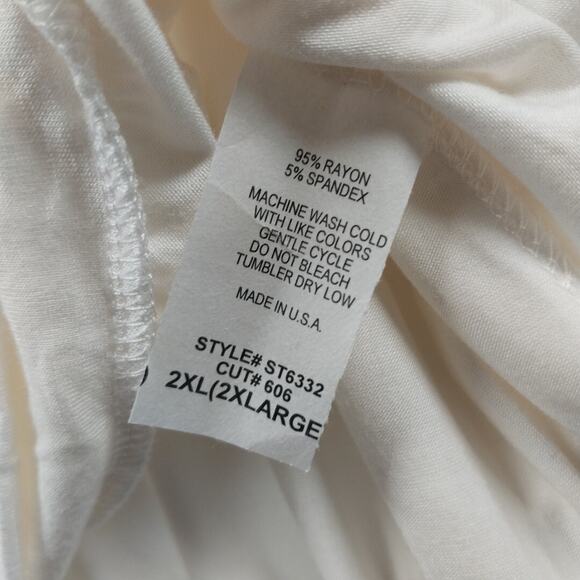 95% RAYON
5% SPANDEX
MACHINE WASH COLD
WITH LIKE COLORS
GENTLE CYCLE
DO NOT BLEACH
TUMBLER DRY LOW
MADE IN U.S.A.
STYLE# ST6332
CUT# 606
) 2XL(2XLARGE